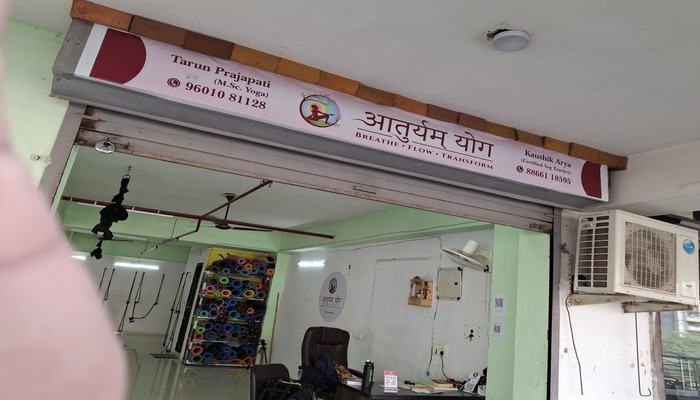 Tarun Prajapati
(M.Sc. Yoga)
96010 81128
आतुर्यम् योग
BREATHE • FLOW • TRANSFORM
Kaushik Arya
(Certified Yog Teacher)
88661 18595
आतुर्यम् योग